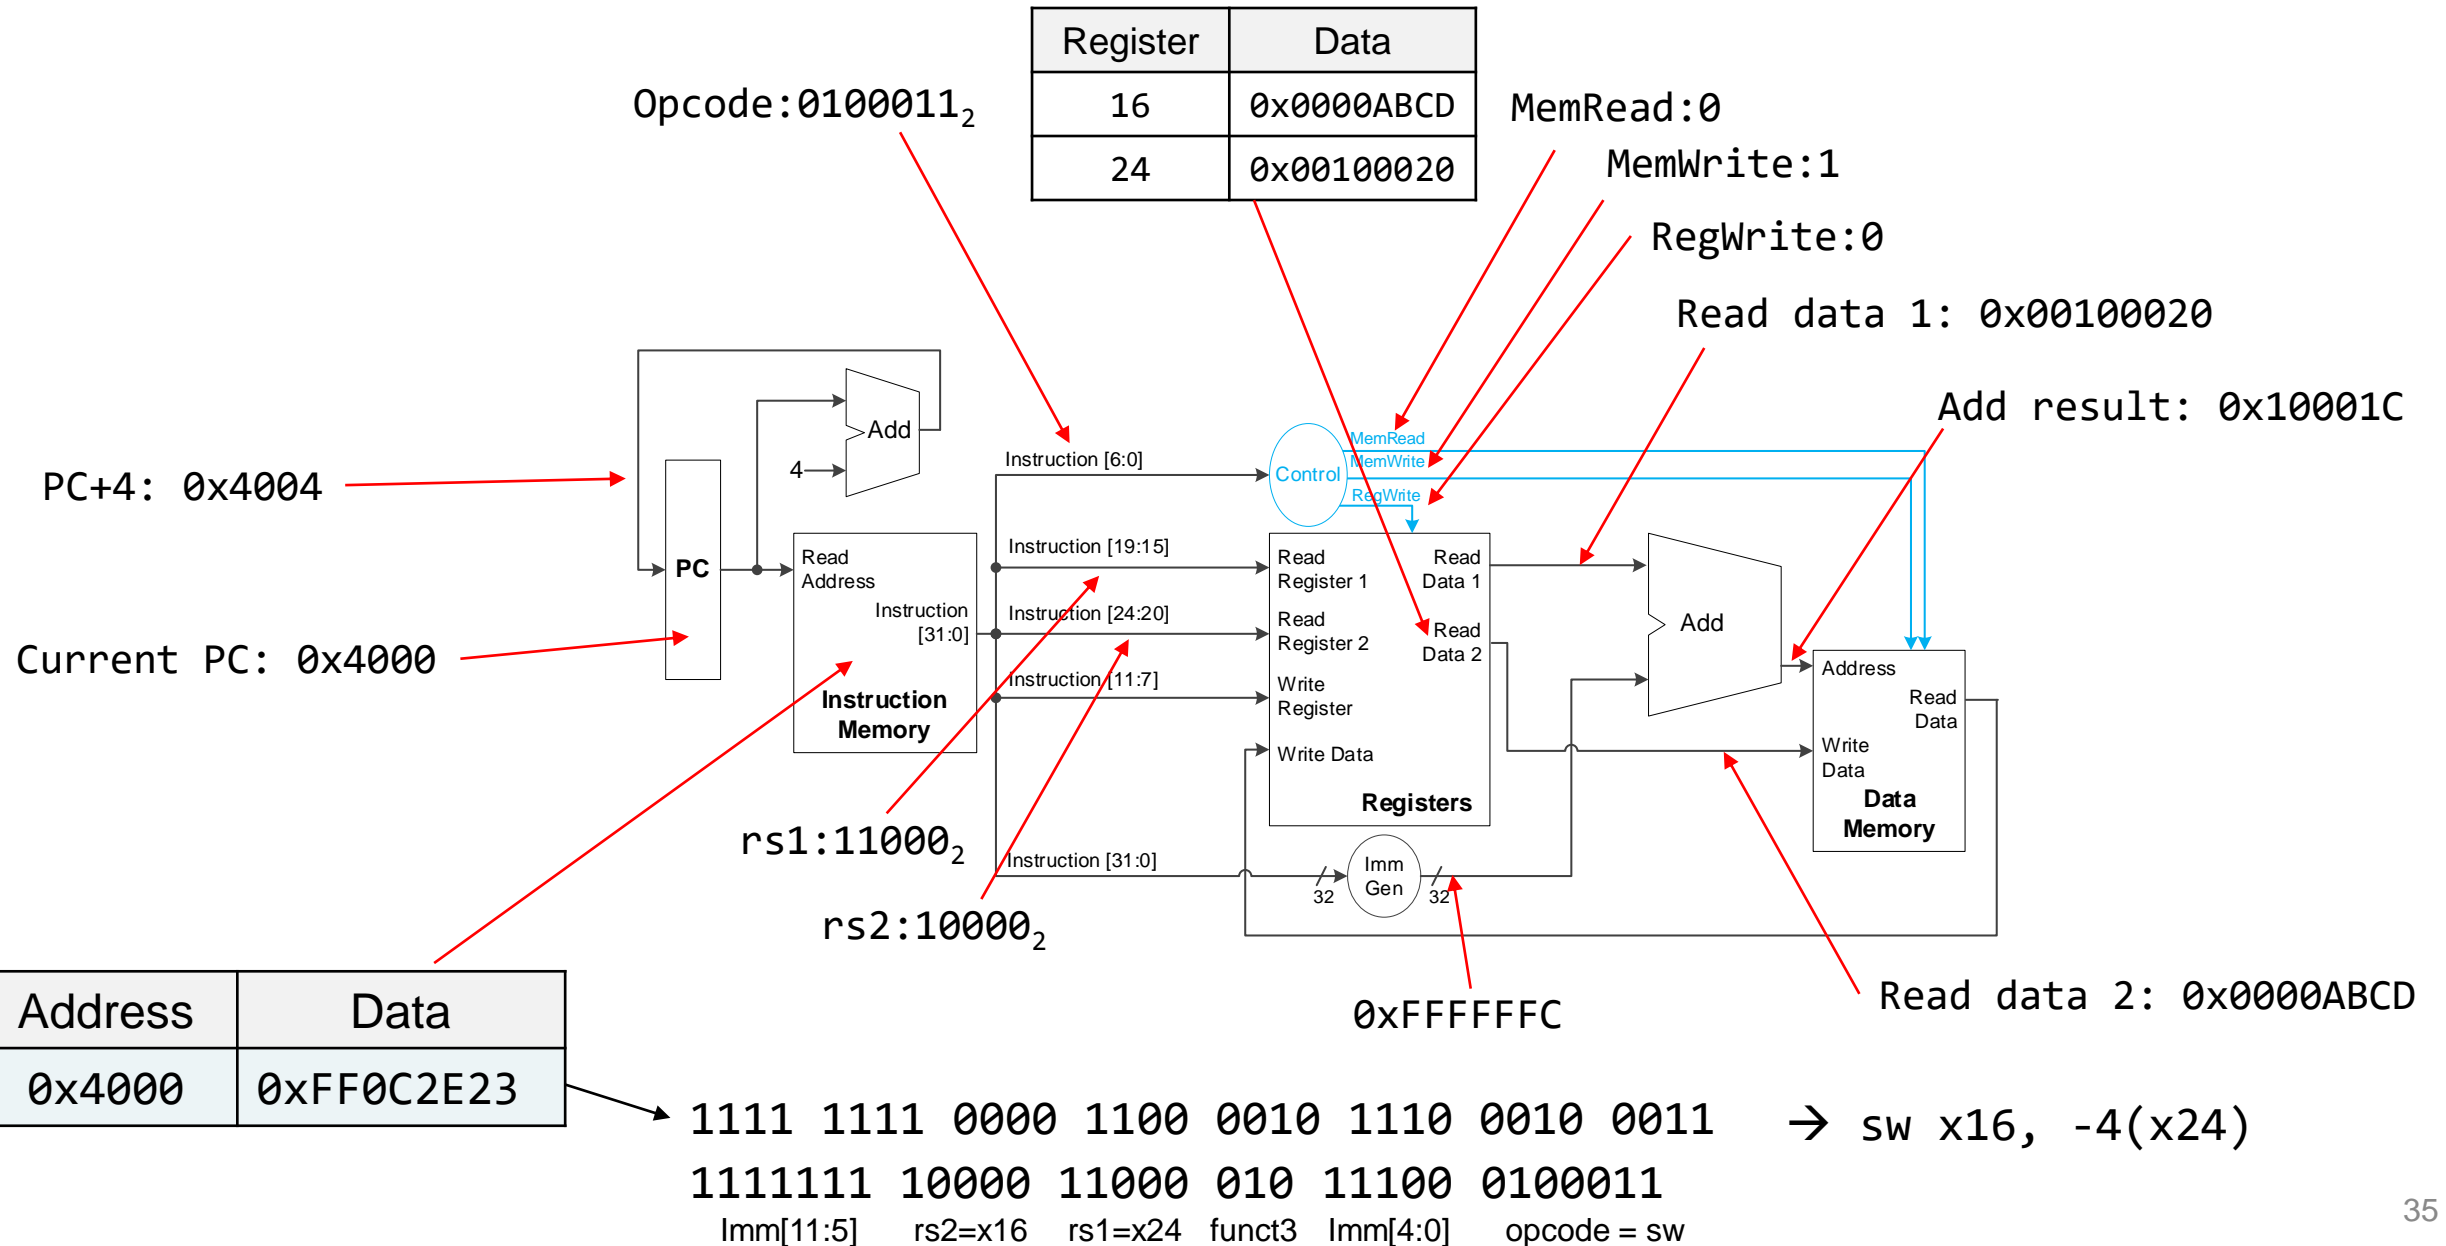 Register Data
16 0x0000ABCD
24 0x00100020
Opcode:0100011₂
MemRead:0
MemWrite:1
RegWrite:0
Read data 1: 0x00100020
Add result: 0x10001C
PC+4: 0x4004
Current PC: 0x4000
Add
4
PC
Read
Address
Instruction
[31:0]
Instruction
Memory
Instruction [6:0]
Instruction [19:15]
Instruction [24:20]
Instruction [11:7]
Instruction [31:0]
Control
MemRead
MemWrite
RegWrite
Read
Register 1
Read
Data 1
Read
Register 2
Read
Data 2
Write
Register
Write Data
Registers
Imm
Gen
32
32
Add
Address
Read
Data
Write
Data
Data
Memory
rs1:11000₂
rs2:10000₂
0xFFFFFFC
Read data 2: 0x0000ABCD
Address Data
0x4000 0xFF0C2E23
1111 1111 0000 1100 0010 1110 0010 0011 → sw x16, -4(x24)
1111111 10000 11000 010 11100 0100011
Imm[11:5] rs2=x16 rs1=x24 funct3 Imm[4:0] opcode = sw
35